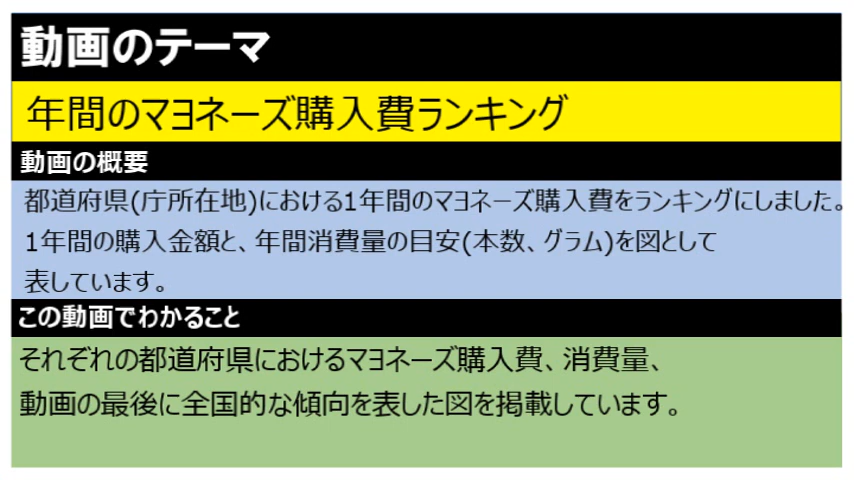 動画のテーマ
年間のマヨネーズ購入費ランキング
動画の概要
都道府県(庁所在地)における1年間のマヨネーズ購入費をランキングにしました。
1年間の購入金額と、年間消費量の目安(本数、グラム)を図として
表しています。
この動画でわかること
それぞれの都道府県におけるマヨネーズ購入費、消費量、
動画の最後に全国的な傾向を表した図を掲載しています。